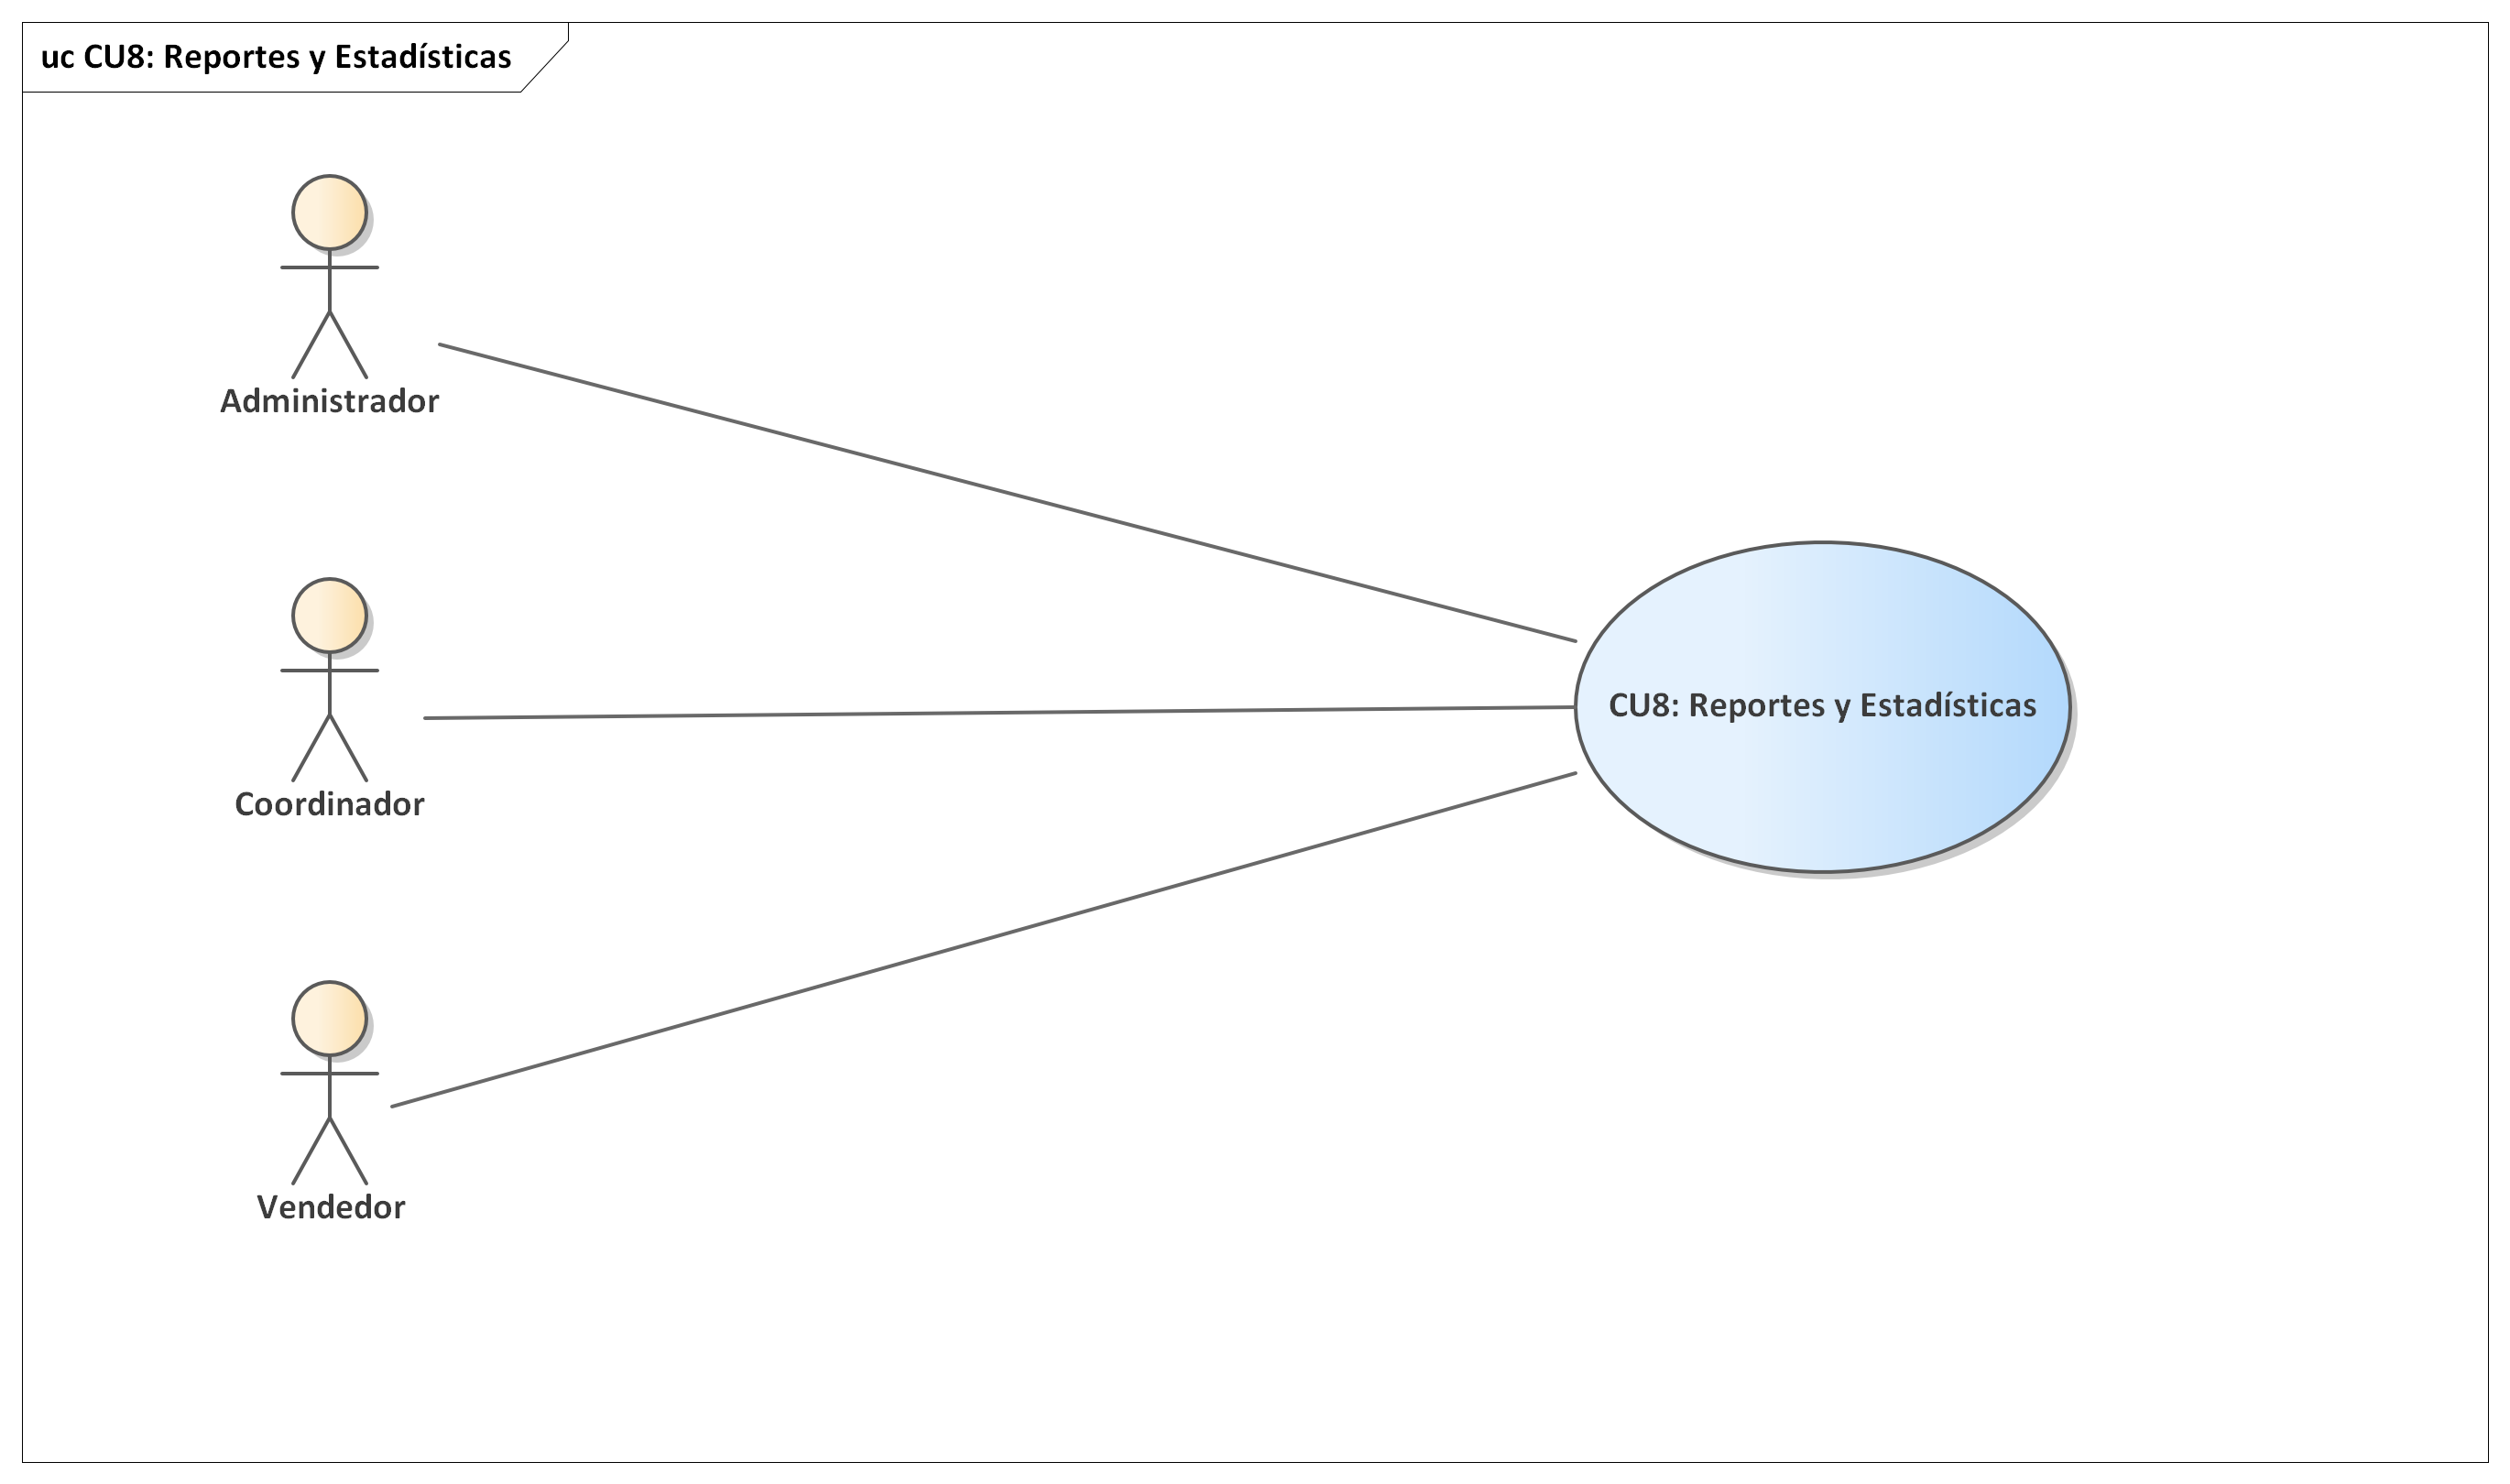 uc CU8: Reportes y Estadísticas
Administrador
Coordinador
CU8: Reportes y Estadísticas
Vendedor